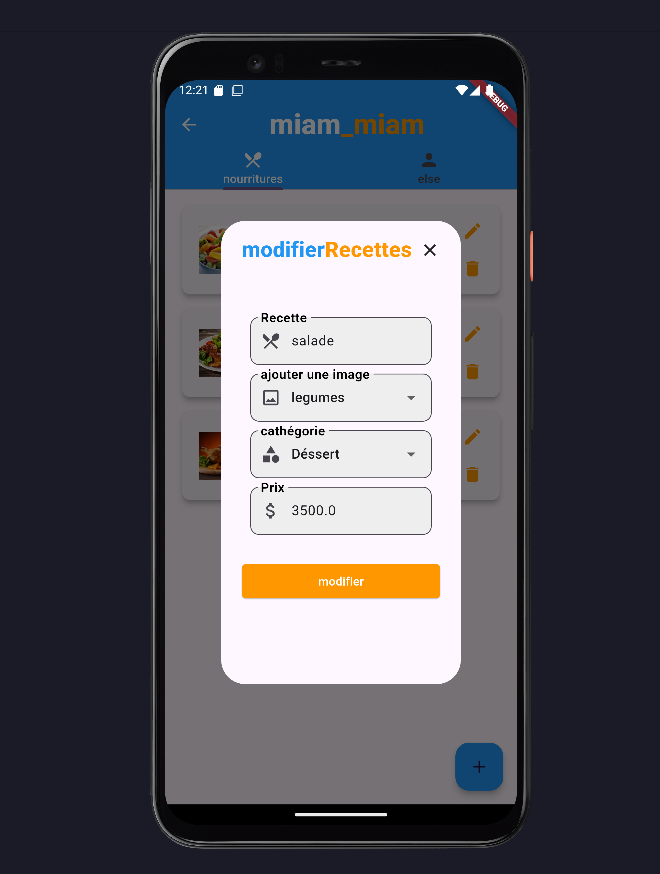 12:21
DEBUG
miam_miam
nourritures
else
modifierRecettes
Recette
salade
ajouter une image
legumes
cathégorie
Déssert
Prix
$ 3500.0
modifier
+